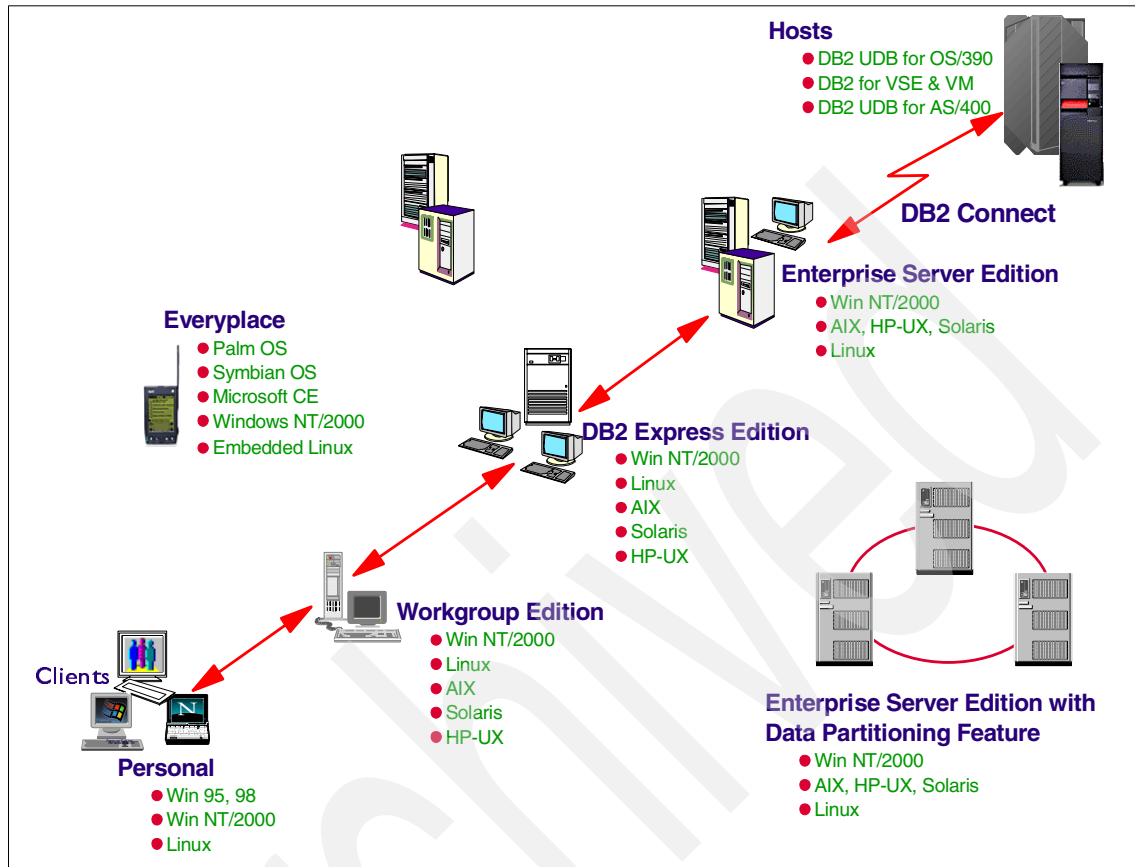 Hosts
DB2 UDB for OS/390
DB2 for VSE & VM
DB2 UDB for AS/400
DB2 Connect
Enterprise Server Edition
Win NT/2000
AIX, HP-UX, Solaris
Linux
Everyplace
Palm OS
Symbian OS
Microsoft CE
Windows NT/2000
Embedded Linux
DB2 Express Edition
Win NT/2000
Linux
AIX
Solaris
HP-UX
Workgroup Edition
Win NT/2000
Linux
AIX
Solaris
HP-UX
Clients
N
Personal
Win 95, 98
Win NT/2000
Linux
Enterprise Server Edition with
Data Partitioning Feature
Win NT/2000
AIX, HP-UX, Solaris
Linux